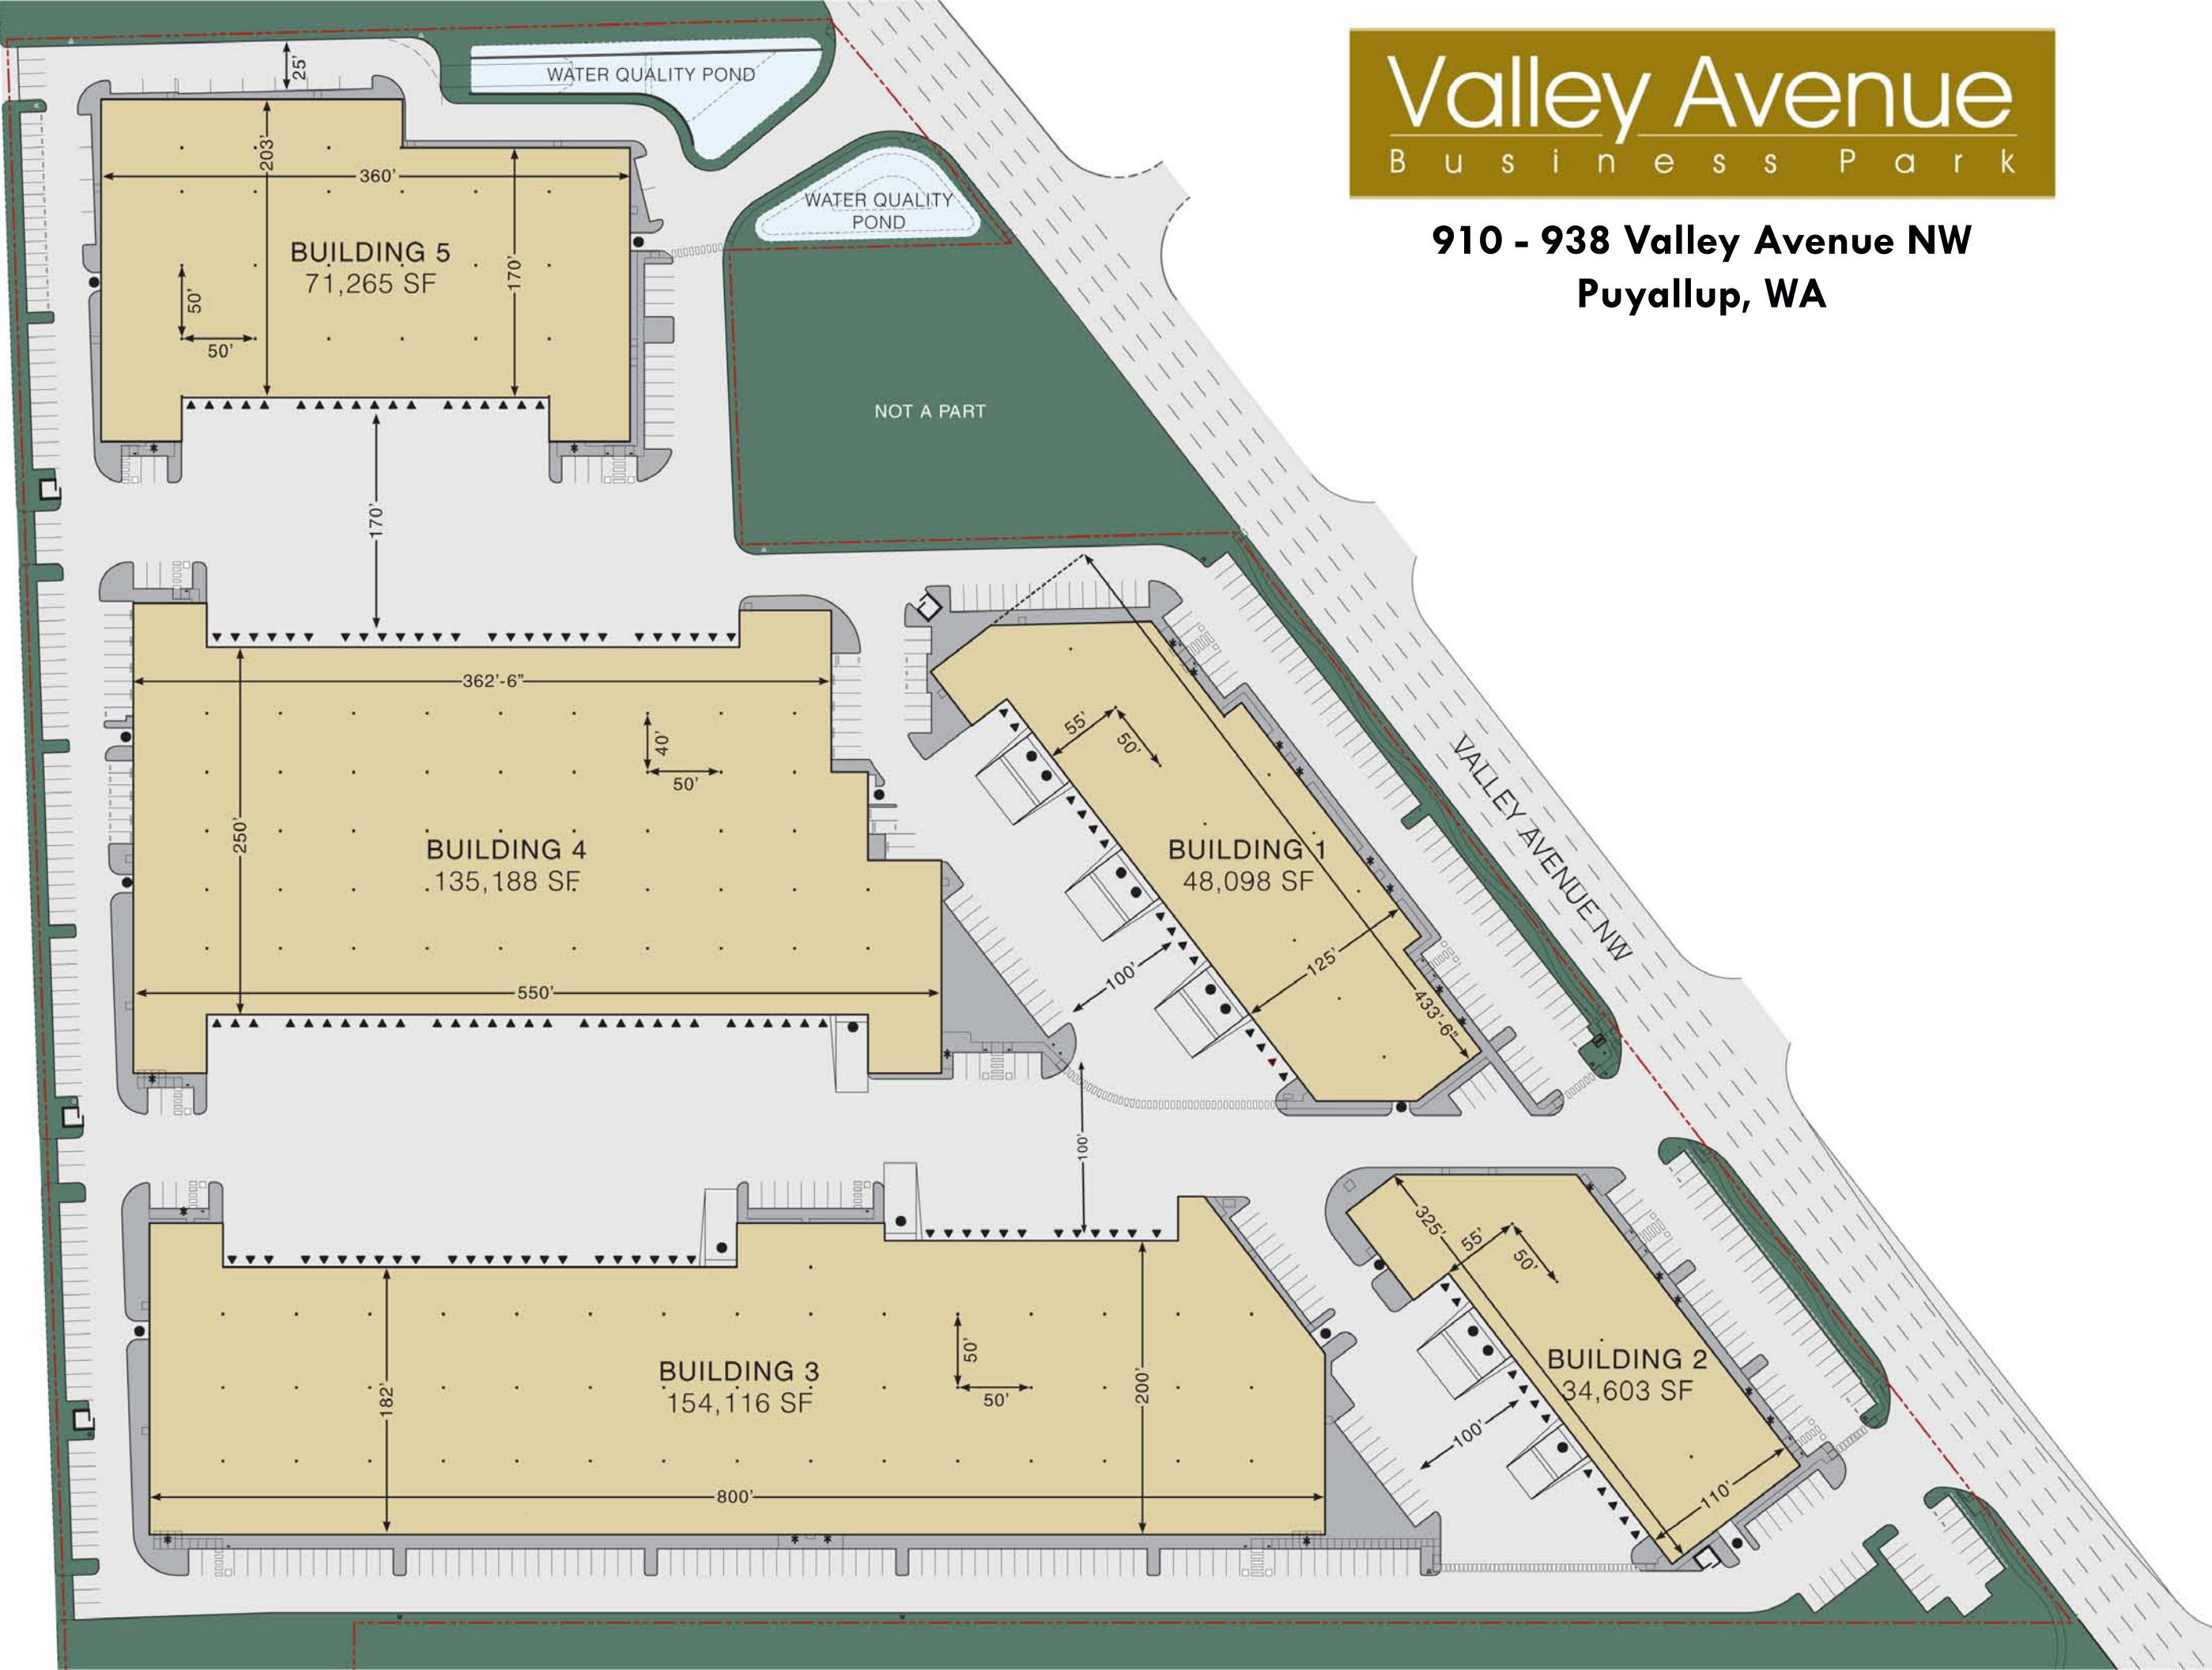 Valley Avenue
Business Park
910 - 938 Valley Avenue NW
Puyallup, WA
25'
WATER QUALITY POND
WATER QUALITY
POND
203'
360'
BUILDING 5
71,265 SF
170'
50'
50'
NOT A PART
170'
362'-6"
40'
50'
250'
BUILDING 4
135,188 SF
550'
55'
50'
BUILDING 1
48,098 SF
125'
100'
433'-6"
VALLEY AVENUE NW
100'
325'
55'
50'
BUILDING 2
34,603 SF
100'
110'
182'
BUILDING 3
154,116 SF
50'
50'
200'
800'